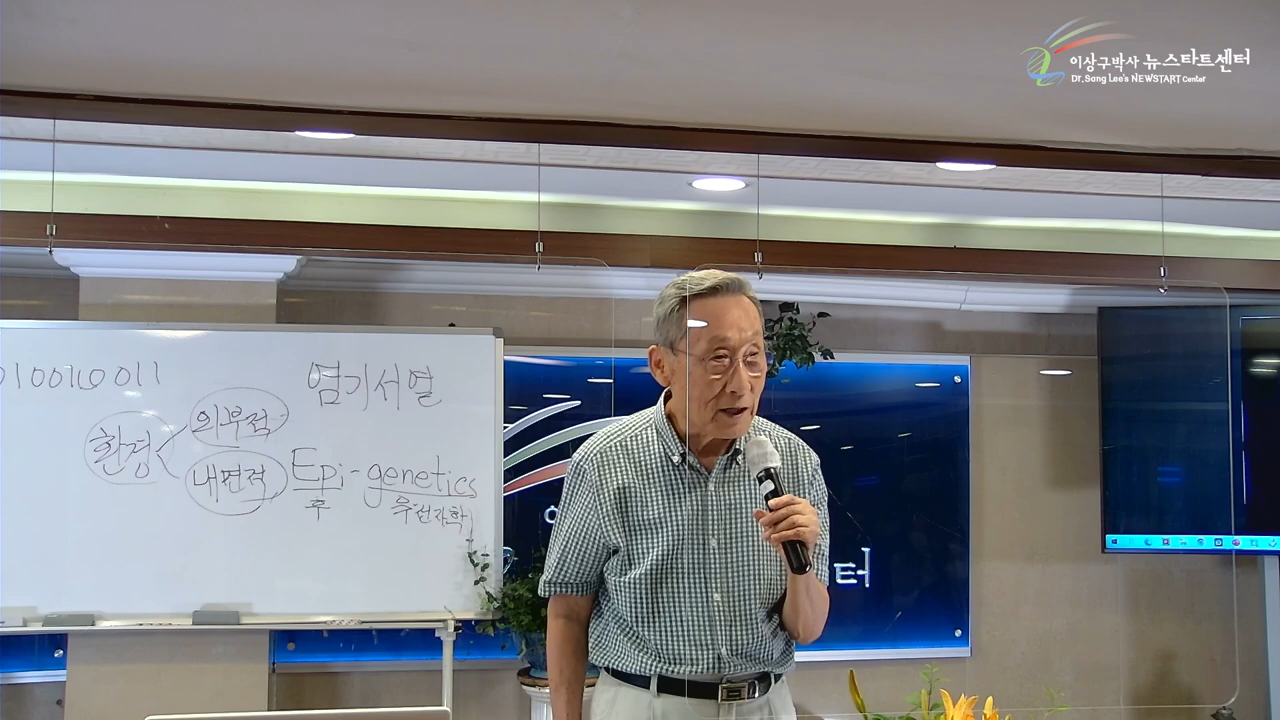 이상구박사 뉴스타트센터
Dr. Sang Lee's NEWSTART Center
염기서열
환경
외부적
내면적
Epi-genetics
후 유전자학
터